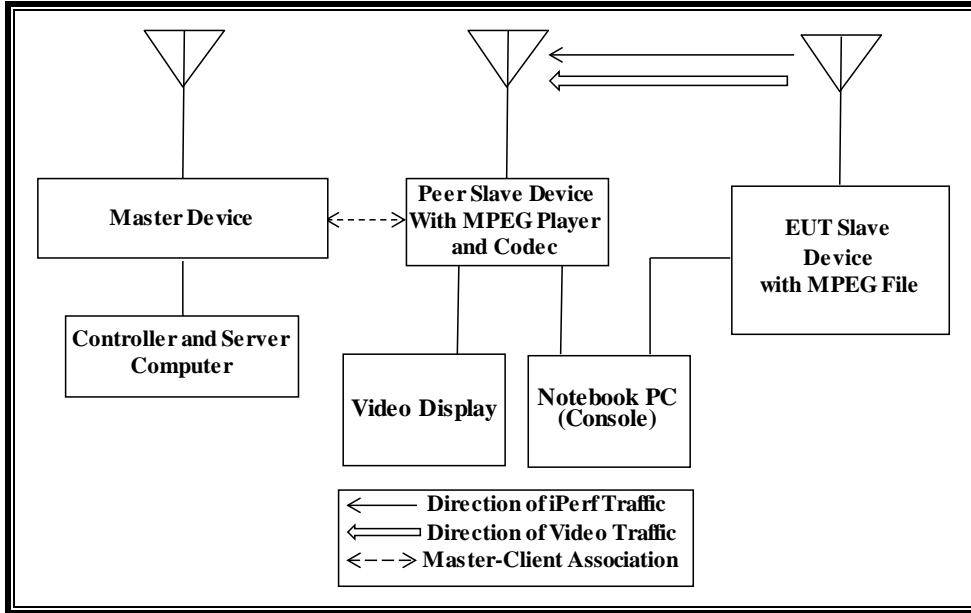 Master Device
Peer Slave Device
With MPEG Player
and Codec
EUT Slave
Device
with MPEG File
Controller and Server
Computer
Video Display
Notebook PC
(Console)
Direction of iPerf Traffic
Direction of Video Traffic
Master-Client Association